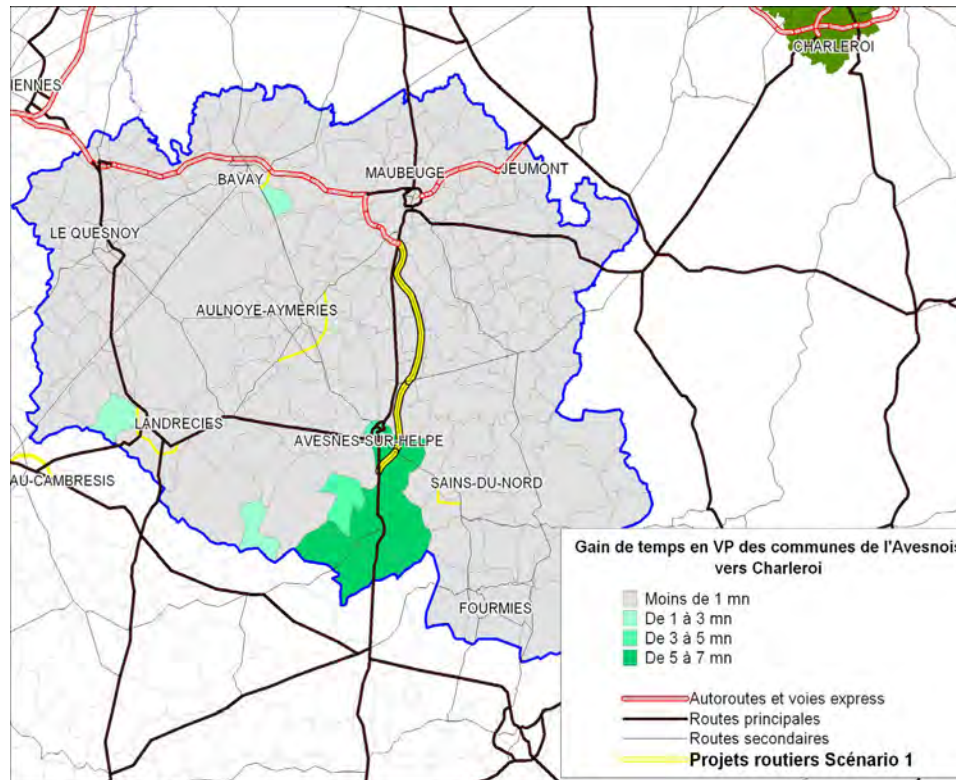 CHARLEROI
IENNES
MAUBEUGE
JEUMONT
BAVAY
LE QUESNOY
AULNOYE-AYMERIES
LANDRECIES
AVESNES-SUR-HELPE
AU-CAMBRESIS
SAINS-DU-NORD
FOURMIES
Gain de temps en VP des communes de l'Avesnois
vers Charleroi
Moins de 1 mn
De 1 à 3 mn
De 3 à 5 mn
De 5 à 7 mn
Autoroutes et voies express
Routes principales
Routes secondaires
Projets routiers Scénario 1